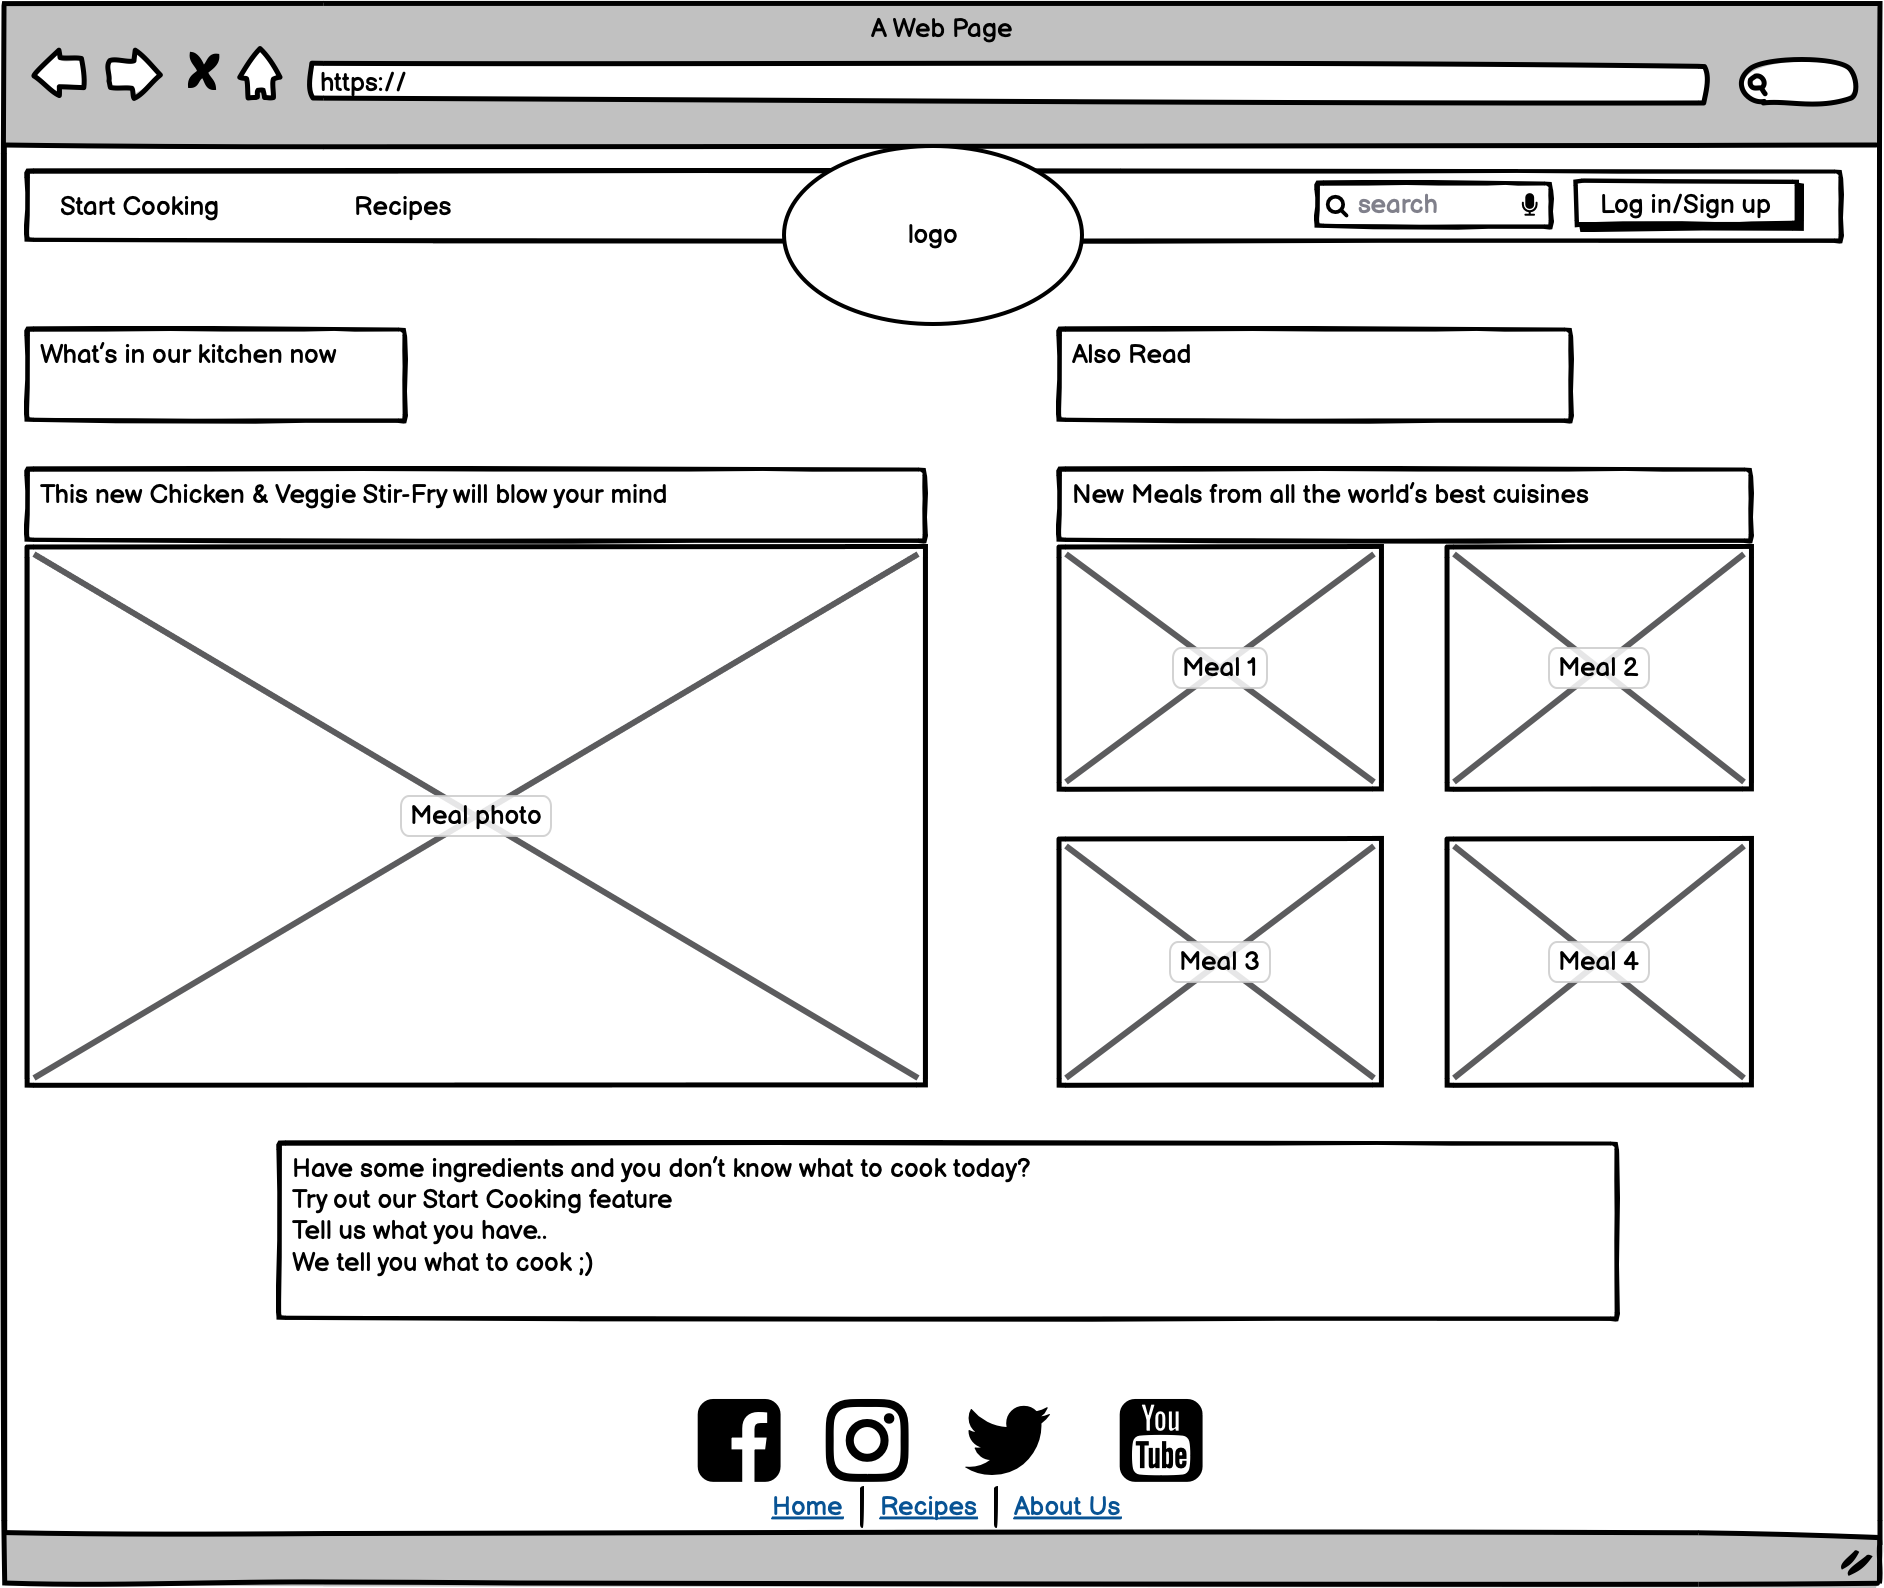 A Web Page
https://
Start Cooking
Recipes
logo
search
Log in/Sign up
What's in our kitchen now
Also Read
This new Chicken & Veggie Stir-Fry will blow your mind
New Meals from all the world's best cuisines
Meal photo
Meal 1
Meal 2
Meal 3
Meal 4
Have some ingredients and you don't know what to cook today?
Try out our Start Cooking feature
Tell us what you have..
We tell you what to cook ;)
You
Tube
Home
Recipes
About Us